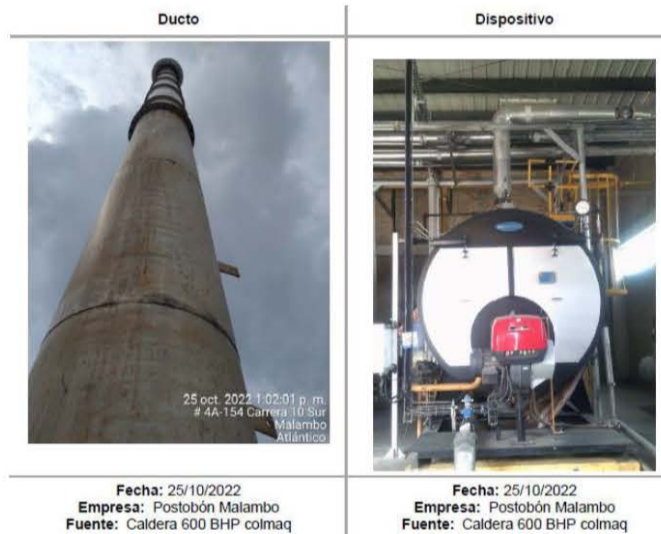 Ducto
Dispositivo
25 oct. 2022 1:02:01 p. m.
# 4A-154 Carrera 10 Sur
Malambo
Atlántico
Fecha: 25/10/2022
Empresa: Postobón Malambo
Fuente: Caldera 600 BHP colmaq
Fecha: 25/10/2022
Empresa: Postobón Malambo
Fuente: Caldera 600 BHP colmaq